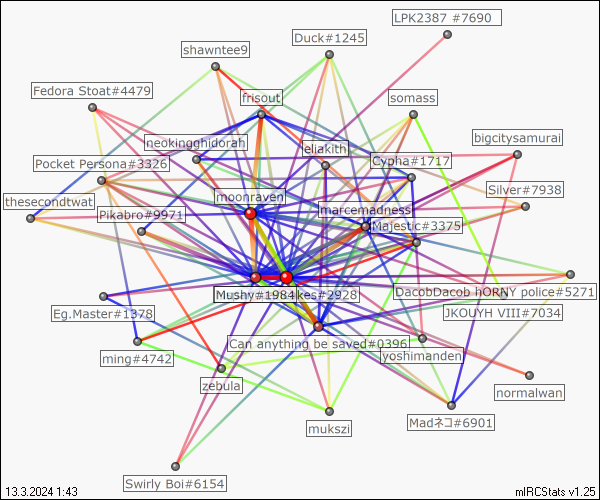 LPK2387 #7690
Duck#1245
shawntee9
Fedora Stoat#4479
frisout
somass
neokingghidorah
eliakith
bigcitysamurai
Pocket Persona#3326
Cypha#1717
moonraven
Silver#7938
thesecondtwat
Pikabro#9971
marcemadness
Majestic#3375
Mushy#1984
kes#2928
DacobDacob hORNY police#5271
Eg.Master#1378
JKOUYH VIII#7034
Can anything be saved#0396
ming#4742
yoshimanden
zebula
normalwan
mukszi
Madネコ#6901
Swirly Boi#6154
13.3.2024 1:43
mIRCStats v1.25